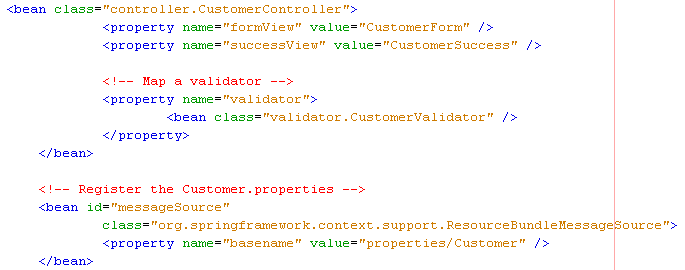 <bean class="controller.CustomerController">
<property name="formView" value="CustomerForm" />
<property name="successView" value="CustomerSuccess" />
<!-- Map a validator -->
<property name="validator">
<bean class="validator.CustomerValidator" />
</property>
</bean>
<!-- Register the Customer.properties -->
<bean id="messageSource"
class="org.springframework.context.support.ResourceBundleMessageSource">
<property name="basename" value="properties/Customer" />
</bean>